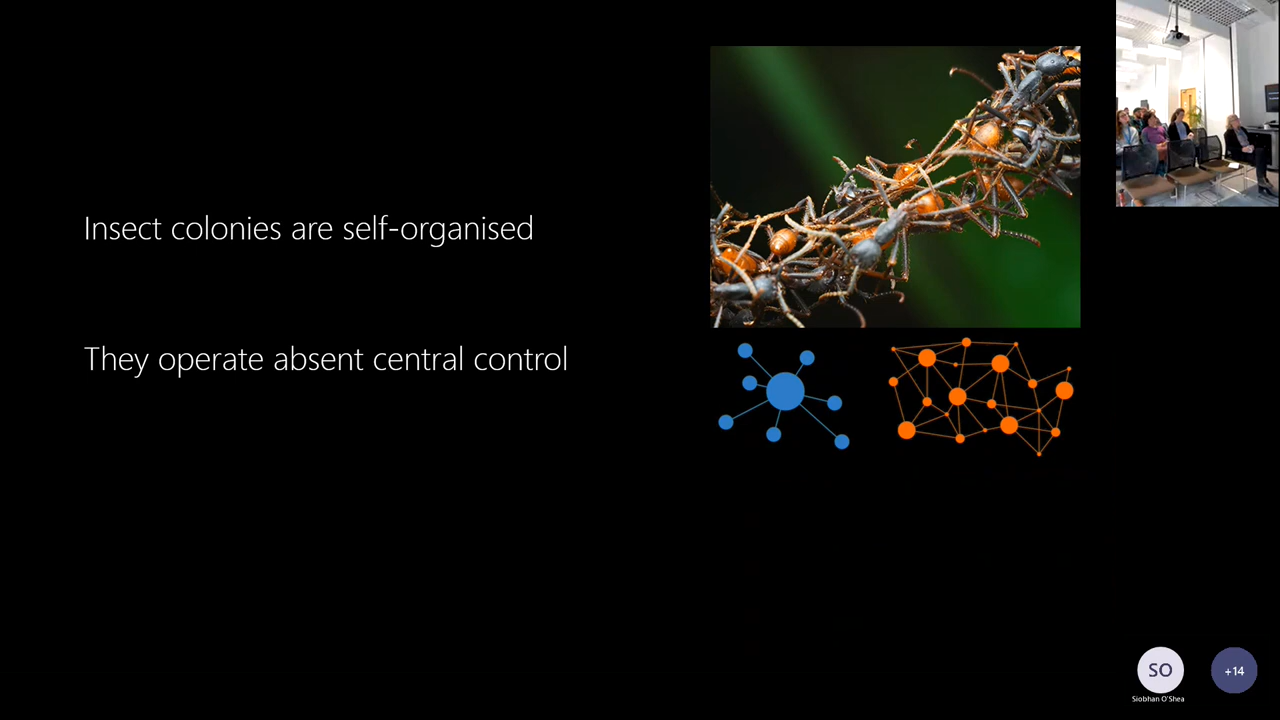 Insect colonies are self-organised
They operate absent central control
SO
+14
Siobhan O'Shea